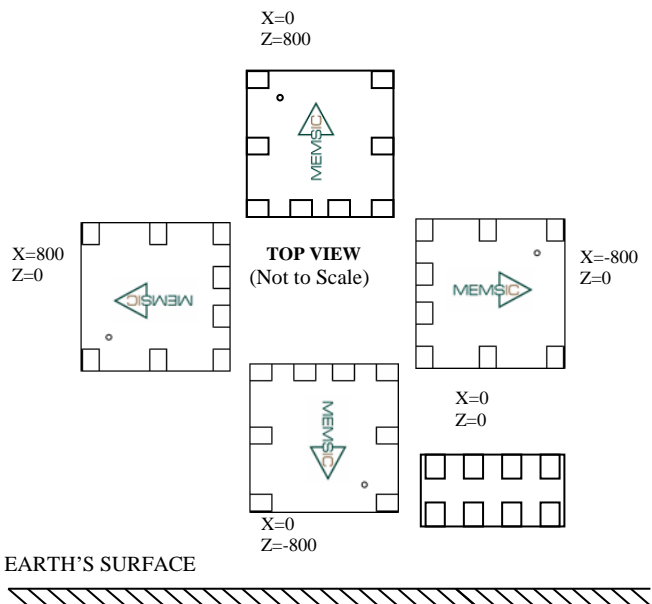 X=0
Z=800
MEMSIC
X=800
Z=0
MEMSIC
TOP VIEW
(Not to Scale)
MEMSIC
X=-800
Z=0
MEMSIC
X=0
Z=0
X=0
Z=-800
EARTH'S SURFACE